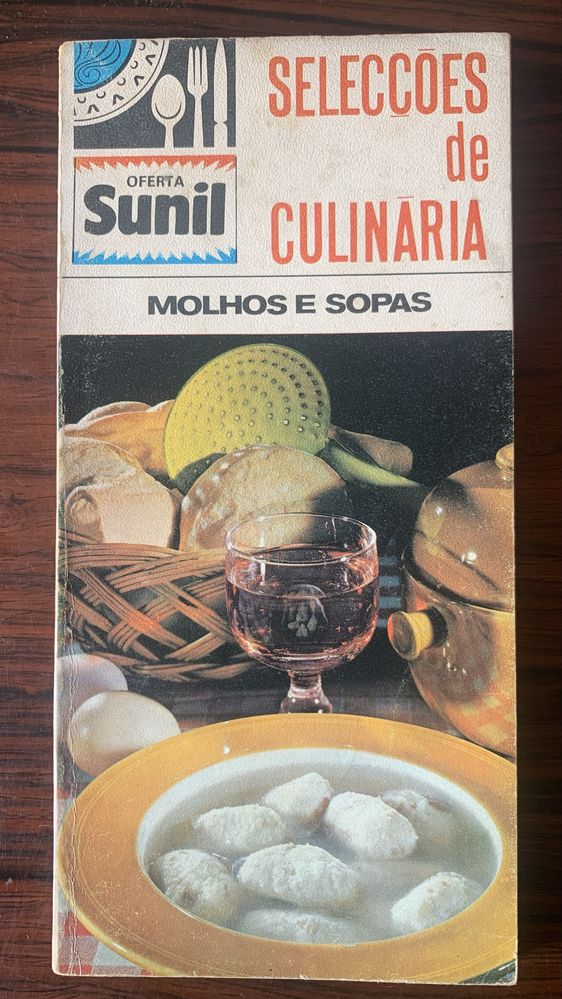 SELECÇÕES
de
CULINÁRIA
OFERTA
Sunil
MOLHOS E SOPAS